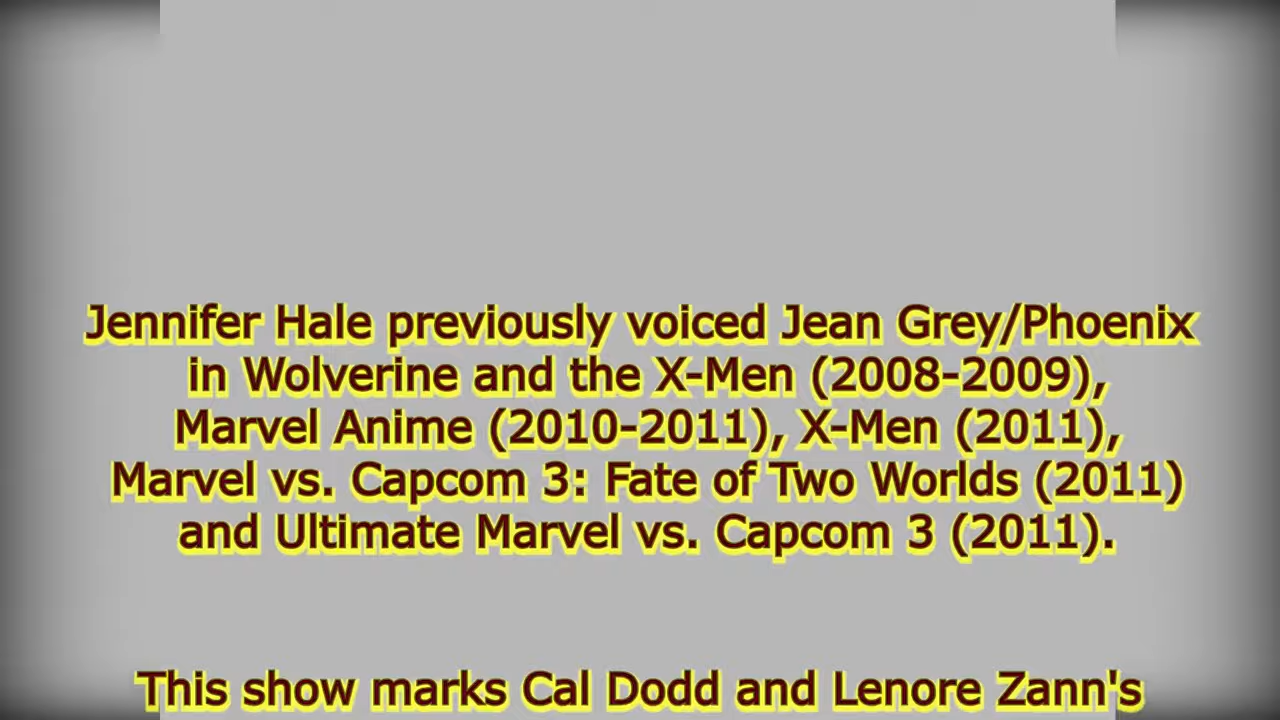 Jennifer Hale previously voiced Jean Grey/Phoenix
in Wolverine and the X-Men (2008-2009),
Marvel Anime (2010-2011), X-Men (2011),
Marvel vs. Capcom 3: Fate of Two Worlds (2011)
and Ultimate Marvel vs. Capcom 3 (2011).
This show marks Cal Dodd and Lenore Zann's